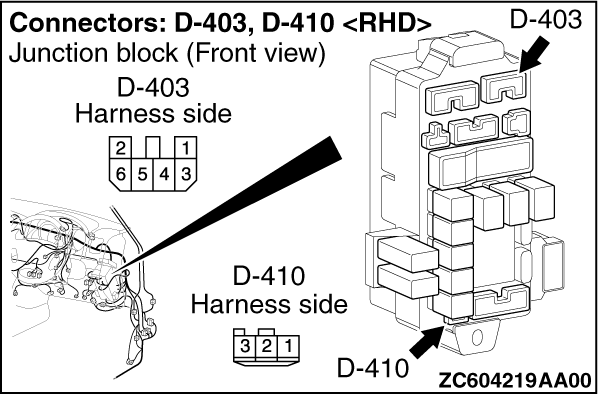 Connectors: D-403, D-410 <RHD>
Junction block (Front view)
D-403
D-403
Harness side
2 1
6 5 4 3
D-410
Harness side
3 2 1
D-410
ZC604219AA00